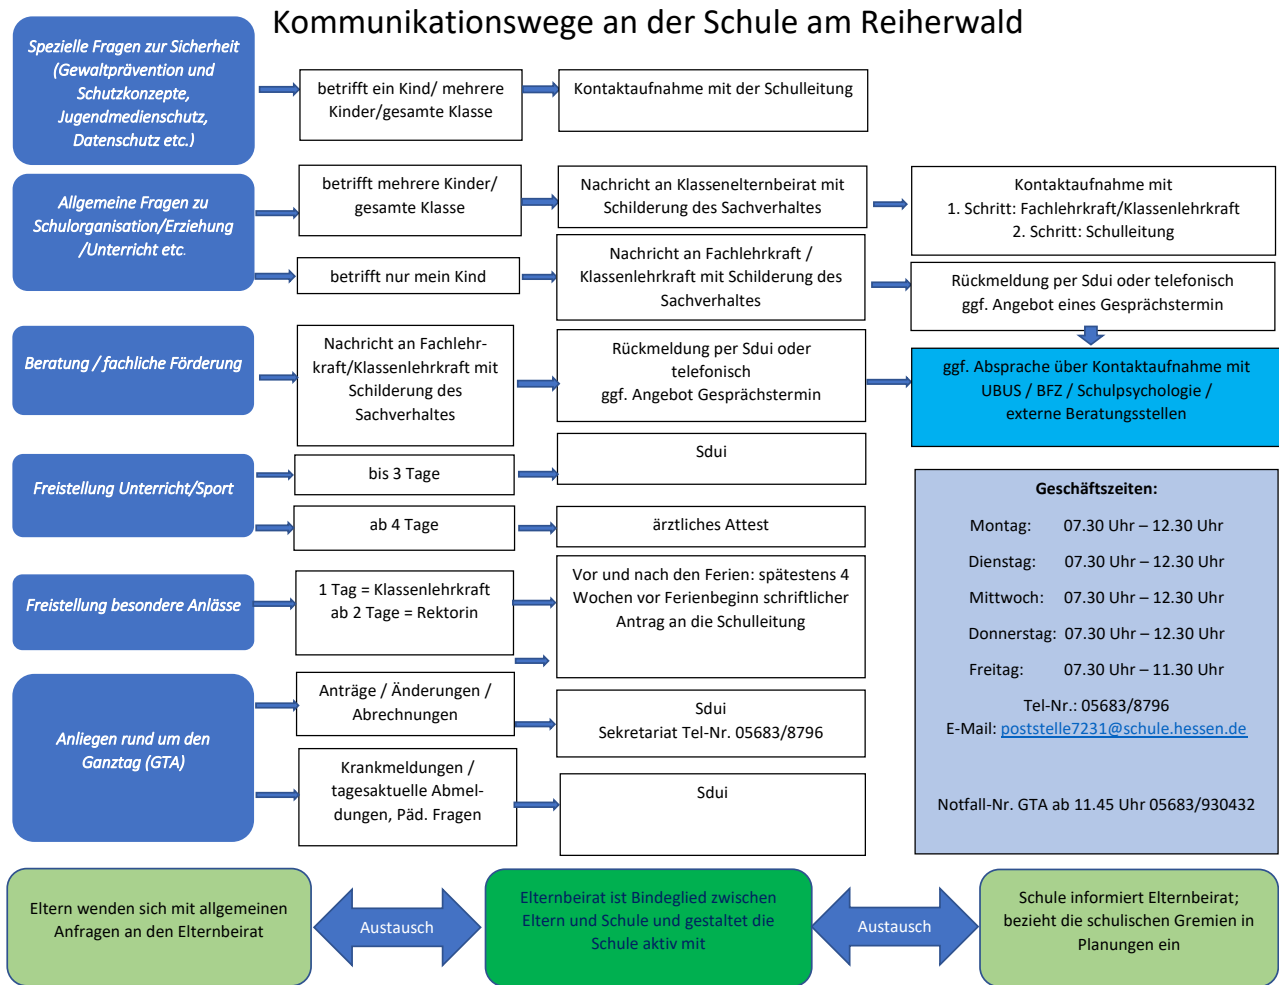 Kommunikationswege an der Schule am Reiherwald
Spezielle Fragen zur Sicherheit
(Gewaltprävention und
Schutzkonzepte,
Jugendmedienschutz,
Datenschutz etc.)
betrifft ein Kind/ mehrere
Kinder/gesamte Klasse
Kontaktaufnahme mit der Schulleitung
Allgemeine Fragen zu
Schulorganisation/Erziehung
/Unterricht etc.
betrifft mehrere Kinder/
gesamte Klasse
Nachricht an Klassenelternbeirat mit
Schilderung des Sachverhaltes
Kontaktaufnahme mit
1. Schritt: Fachlehrkraft/Klassenlehrkraft
2. Schritt: Schulleitung
betrifft nur mein Kind
Nachricht an Fachlehrkraft /
Klassenlehrkraft mit Schilderung des
Sachverhaltes
Rückmeldung per Sdui oder telefonisch
ggf. Angebot eines Gesprächstermin
Beratung / fachliche Förderung
Nachricht an Fachlehr-
kraft/Klassenlehrkraft mit
Schilderung des
Sachverhaltes
Rückmeldung per Sdui oder
telefonisch
ggf. Angebot Gesprächstermin
ggf. Absprache über Kontaktaufnahme mit
UBUS / BFZ / Schulpsychologie /
externe Beratungsstellen
Freistellung Unterricht/Sport
bis 3 Tage
Sdui
ab 4 Tage
ärztliches Attest
Freistellung besondere Anlässe
1 Tag = Klassenlehrkraft
ab 2 Tage = Rektorin
Vor und nach den Ferien: spätestens 4
Wochen vor Ferienbeginn schriftlicher
Antrag an die Schulleitung
Anliegen rund um den
Ganztag (GTA)
Anträge / Änderungen /
Abrechnungen
Sdui
Sekretariat Tel-Nr. 05683/8796
Krankmeldungen /
tagesaktuelle Abmel-
dungen, Päd. Fragen
Sdui
Geschäftszeiten:
Montag: 07.30 Uhr – 12.30 Uhr
Dienstag: 07.30 Uhr – 12.30 Uhr
Mittwoch: 07.30 Uhr – 12.30 Uhr
Donnerstag: 07.30 Uhr – 12.30 Uhr
Freitag: 07.30 Uhr – 11.30 Uhr
Tel-Nr.: 05683/8796
E-Mail: poststelle7231@schule.hessen.de
Notfall-Nr. GTA ab 11.45 Uhr 05683/930432
Eltern wenden sich mit allgemeinen
Anfragen an den Elternbeirat
Austausch
Elternbeirat ist Bindeglied zwischen
Eltern und Schule und gestaltet die
Schule aktiv mit
Austausch
Schule informiert Elternbeirat;
bezieht die schulischen Gremien in
Planungen ein